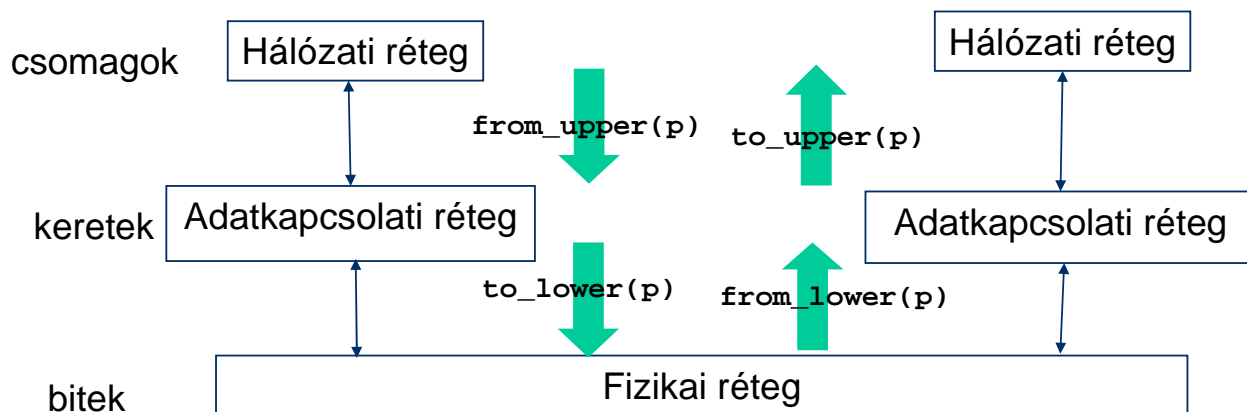 csomagok
Hálózati réteg
Hálózati réteg
from_upper(p)
to_upper(p)
keretek
Adatkapcsolati réteg
Adatkapcsolati réteg
to_lower(p)
from_lower(p)
bitek
Fizikai réteg